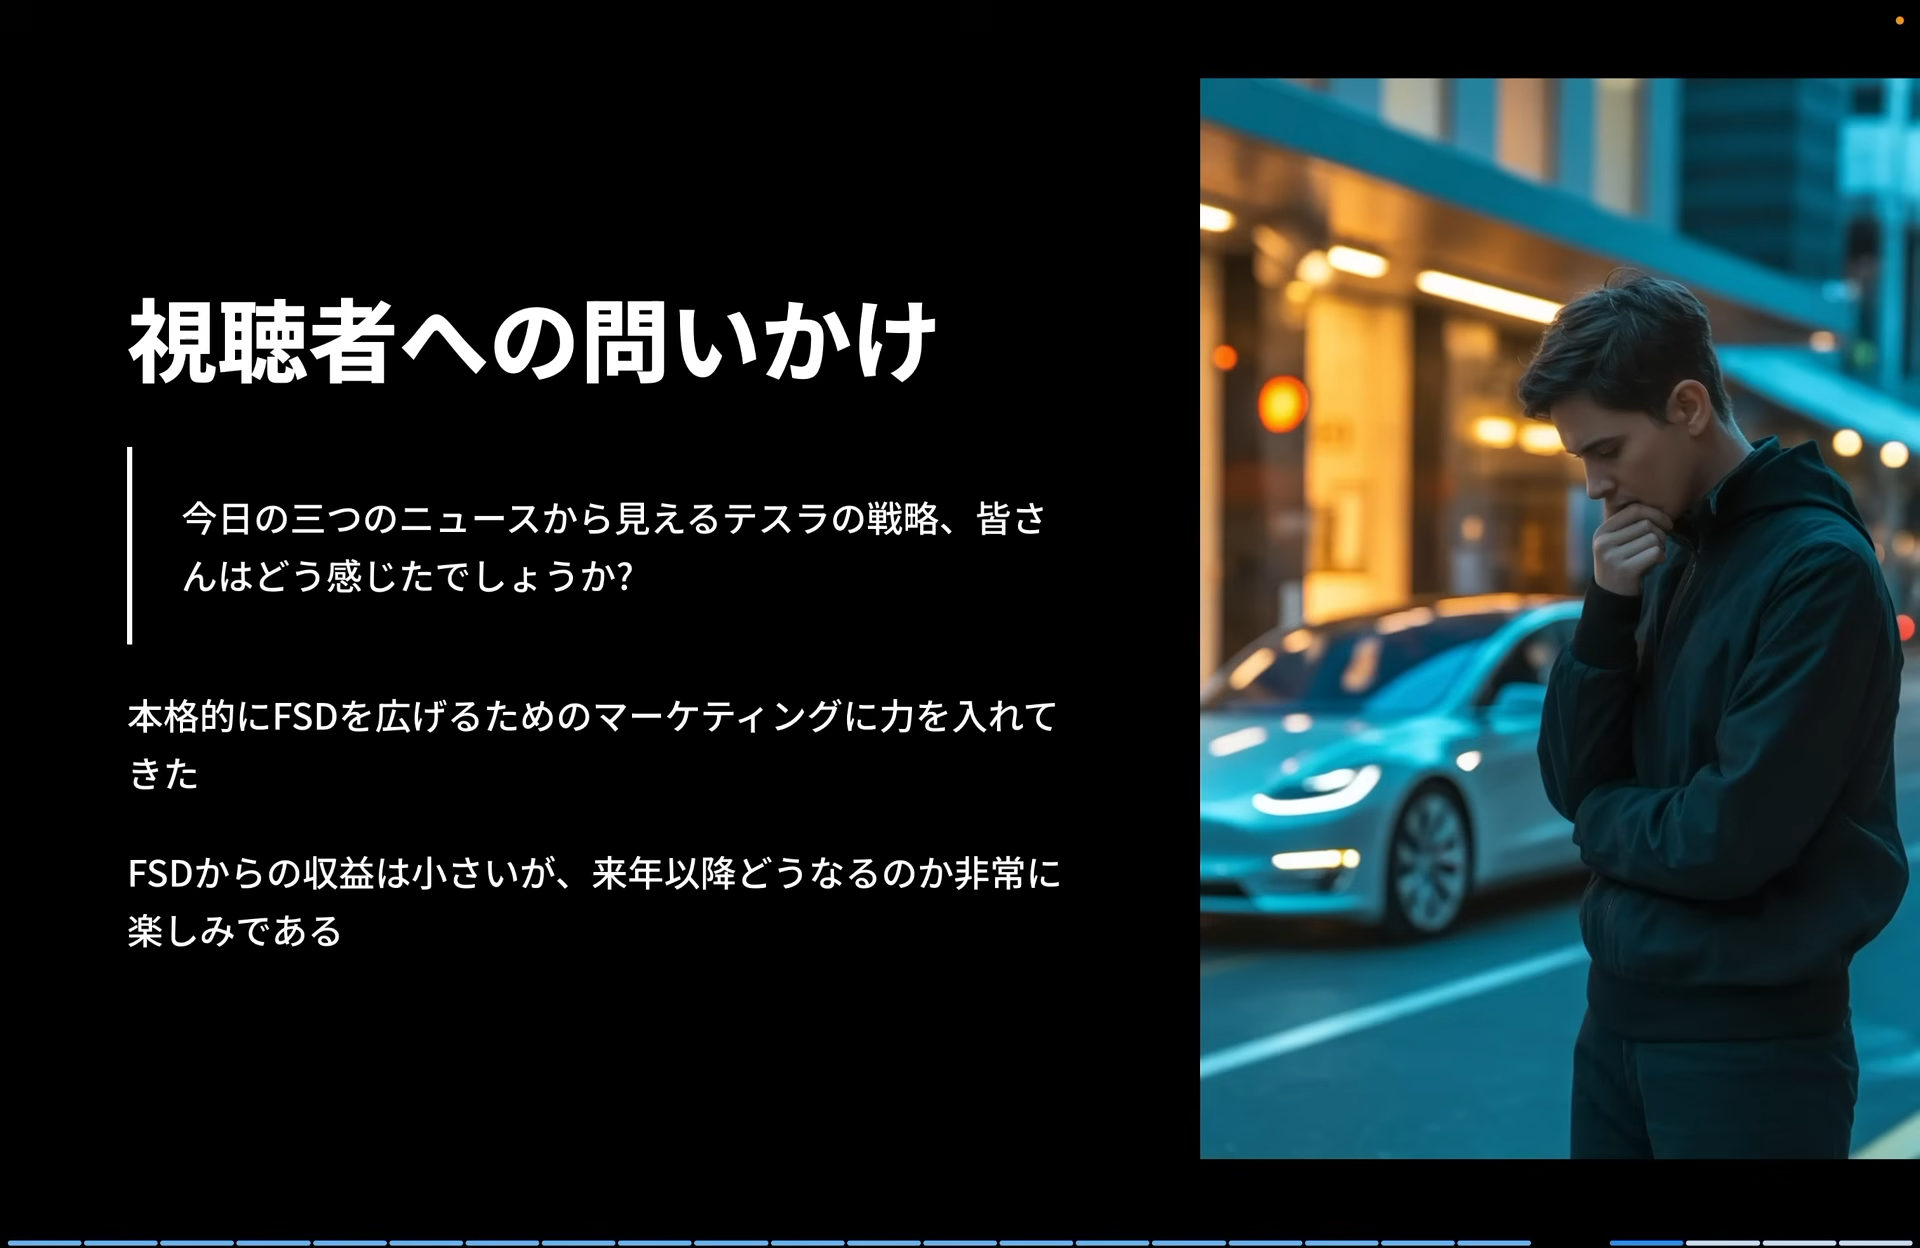 視聴者への問いかけ
今日の三つのニュースから見えるテスラの戦略、皆さ
んはどう感じたでしょうか?
本格的にFSDを広げるためのマーケティングに力を入れて
きた
FSDからの収益は小さいが、来年以降どうなるのか非常に
楽しみである